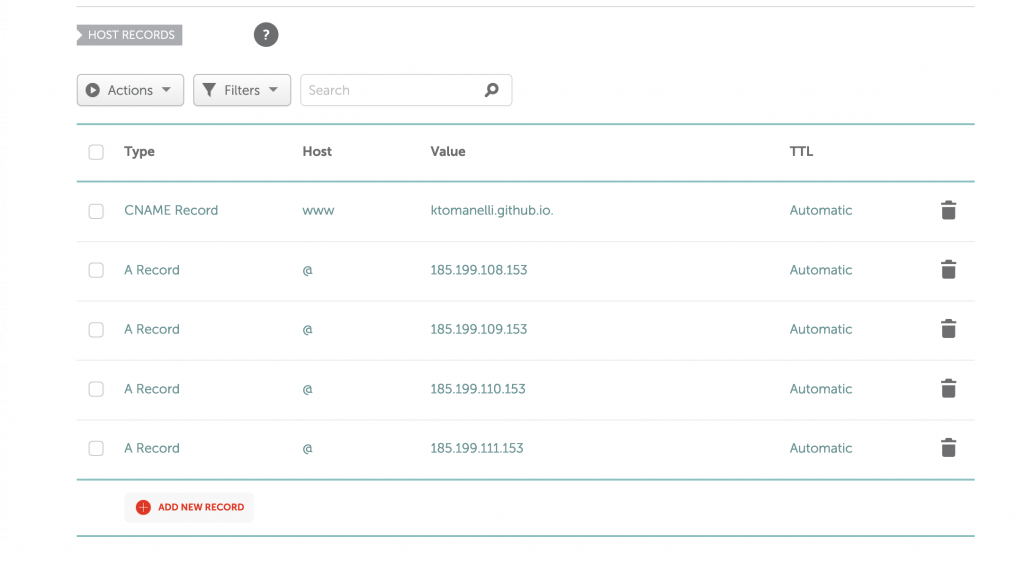 HOST RECORDS ?
Actions Filters Search
Type Host Value TTL
CNAME Record www ktomanelli.github.io. Automatic
A Record @ 185.199.108.153 Automatic
A Record @ 185.199.109.153 Automatic
A Record @ 185.199.110.153 Automatic
A Record @ 185.199.111.153 Automatic
ADD NEW RECORD